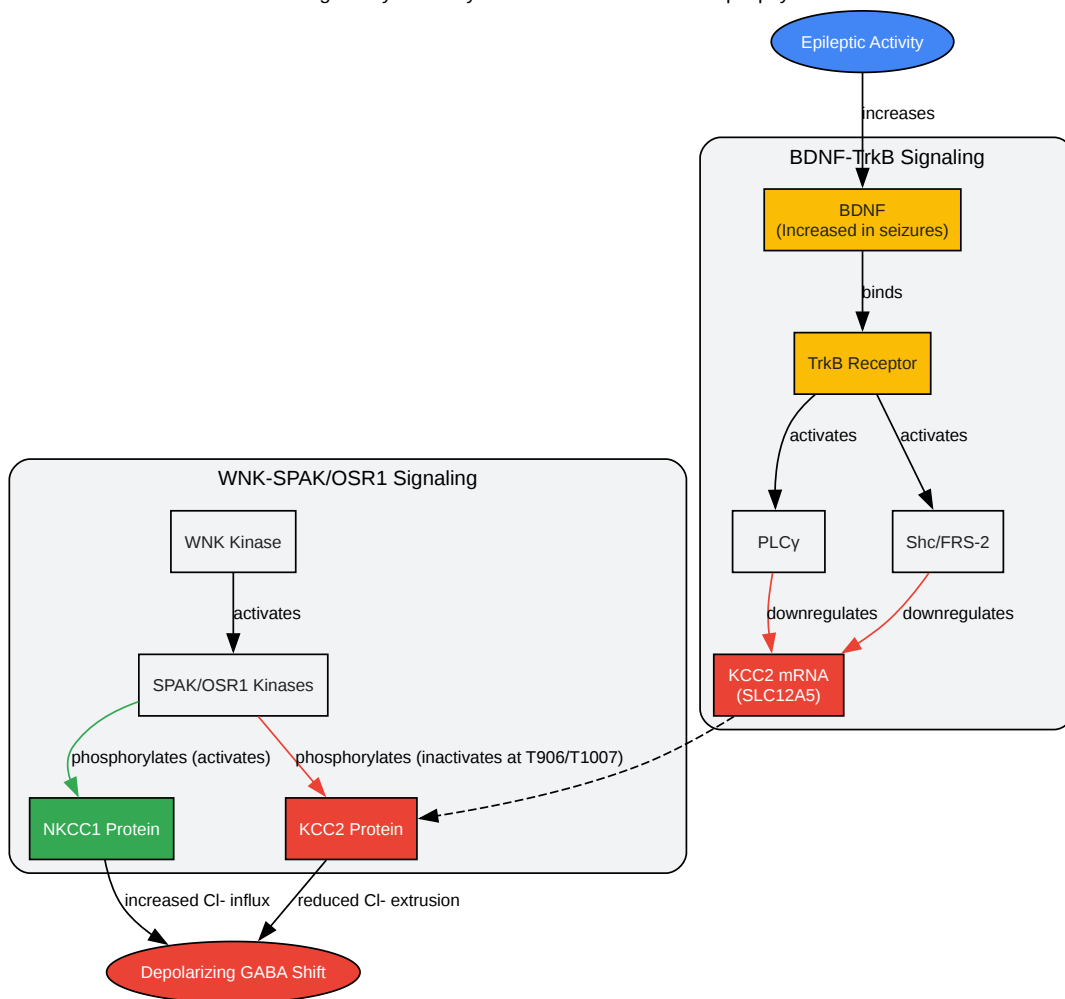 Epileptic Activity
increases
BDNF-TrkB Signaling
BDNF
(Increased in seizures)
binds
TrkB Receptor
activates
activates
WNK-SPAK/OSR1 Signaling
WNK Kinase
PLCγ
Shc/FRS-2
activates
downregulates
downregulates
SPAK/OSR1 Kinases
KCC2 mRNA
(SLC12A5)
phosphorylates (activates)
phosphorylates (inactivates at T906/T1007)
NKCC1 Protein
KCC2 Protein
increased Cl- influx
reduced Cl- extrusion
Depolarizing GABA Shift